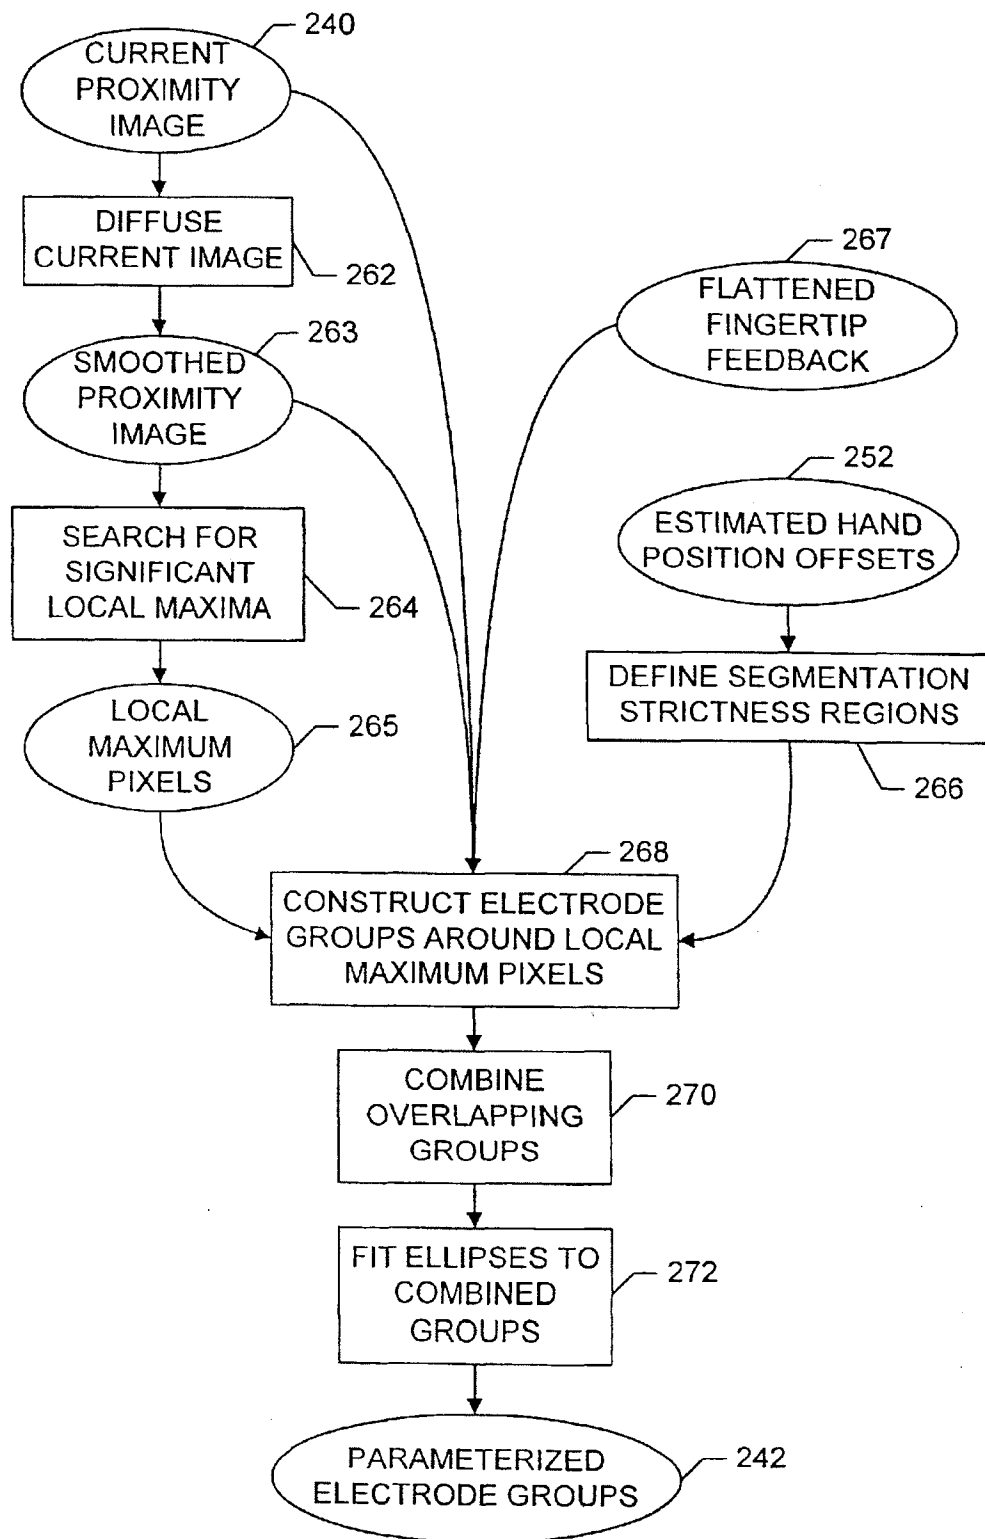 240
CURRENT
PROXIMITY
IMAGE
DIFFUSE
CURRENT IMAGE
262
263
SMOOTHED
PROXIMITY
IMAGE
SEARCH FOR
SIGNIFICANT
LOCAL MAXIMA
264
LOCAL
MAXIMUM
PIXELS
265
267
FLATTENED
FINGERTIP
FEEDBACK
252
ESTIMATED HAND
POSITION OFFSETS
DEFINE SEGMENTATION
STRICTNESS REGIONS
266
268
CONSTRUCT ELECTRODE
GROUPS AROUND LOCAL
MAXIMUM PIXELS
COMBINE
OVERLAPPING
GROUPS
270
FIT ELLIPSES TO
COMBINED
GROUPS
272
PARAMETERIZED
ELECTRODE GROUPS
242